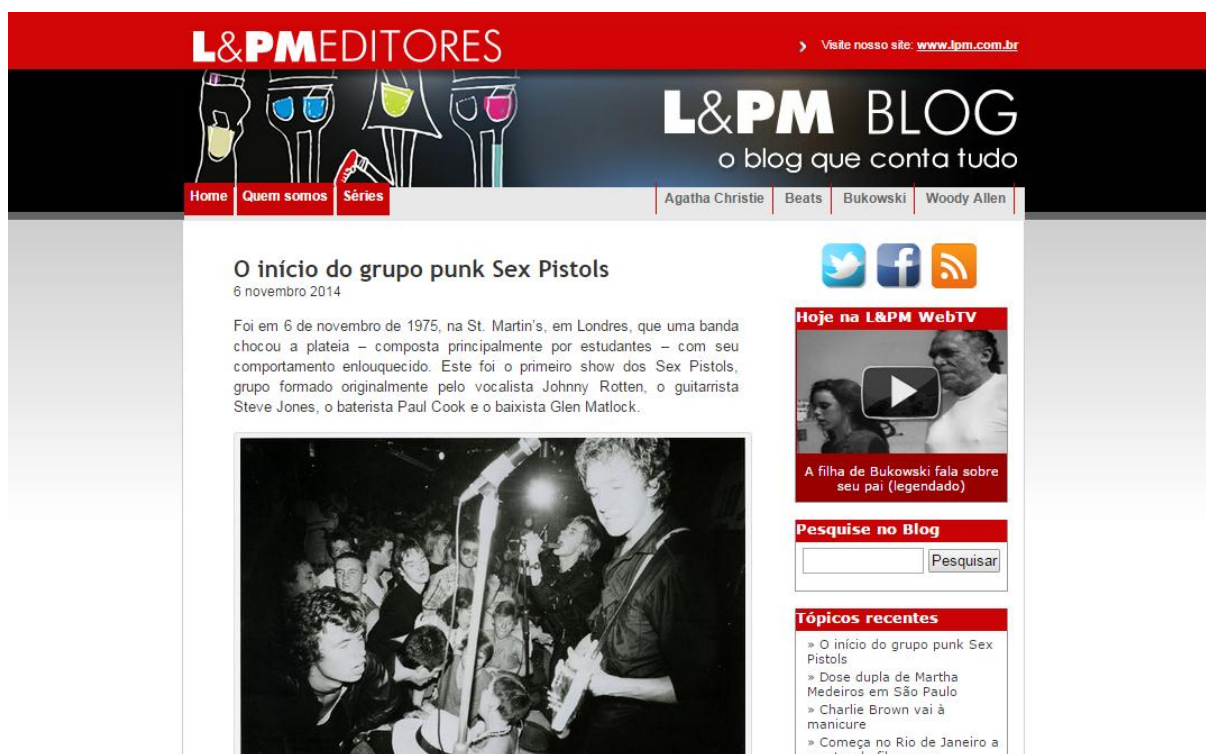 L&PMEDITORES
Visite nosso site: www.lpm.com.br
L&PM BLOG
o blog que conta tudo
Home Quem somos Séries
Agatha Christie Beats Bukowski Woody Allen
O início do grupo punk Sex Pistols
6 novembro 2014
Foi em 6 de novembro de 1975, na St. Martin’s, em Londres, que uma banda
chocou a plateia – composta principalmente por estudantes – com seu
comportamento enlouquecido. Este foi o primeiro show dos Sex Pistols,
grupo formado originalmente pelo vocalista Johnny Rotten, o guitarrista
Steve Jones, o baterista Paul Cook e o baixista Glen Matlock.
Hoje na L&PM WebTV
A filha de Bukowski fala sobre
seu pai (legendado)
Pesquise no Blog
Pesquisar
Tópicos recentes
» O início do grupo punk Sex
Pistols
» Dose dupla de Martha
Medeiros em São Paulo
» Charlie Brown vai à
manicure
» Começa no Rio de Janeiro a